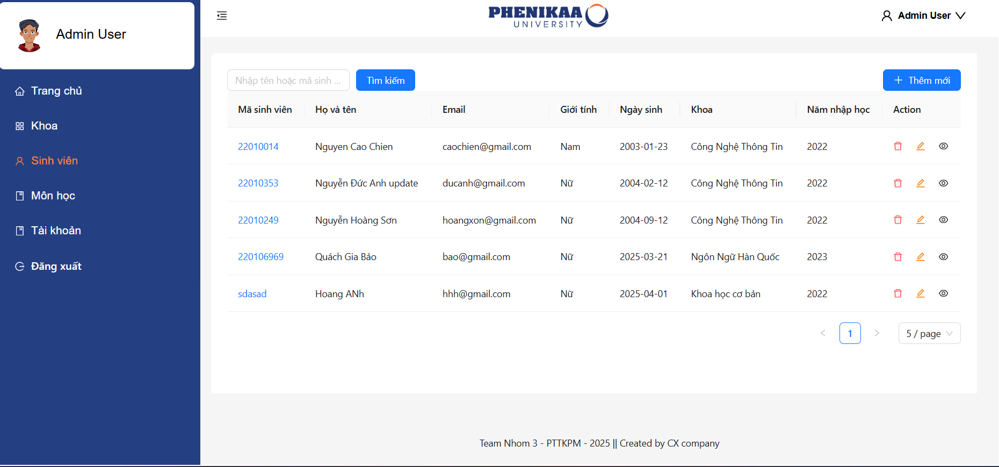 Admin User
Trang chủ
Khoa
Sinh viên
Môn học
Tài khoản
Đăng xuất
PHENIKAA
UNIVERSITY
Admin User
Nhập tên hoặc mã sinh ...
Tìm kiếm
Thêm mới
Mã sinh viên Họ và tên Email Giới tính Ngày sinh Khoa Năm nhập học Action
22010014 Nguyen Cao Chien caochien@gmail.com Nam 2003-01-23 Công Nghệ Thông Tin 2022
22010353 Nguyễn Đức Anh update ducanh@gmail.com Nữ 2004-02-12 Công Nghệ Thông Tin 2022
22010249 Nguyễn Hoàng Sơn hoangxon@gmail.com Nữ 2004-09-12 Công Nghệ Thông Tin 2022
220106969 Quách Gia Bảo bao@gmail.com Nữ 2025-03-21 Ngôn Ngữ Hàn Quốc 2023
sdasad Hoang ANh hhh@gmail.com Nữ 2025-04-01 Khoa học cơ bản 2022
1
5 / page
Team Nhom 3 - PTTKPM - 2025 || Created by CX company